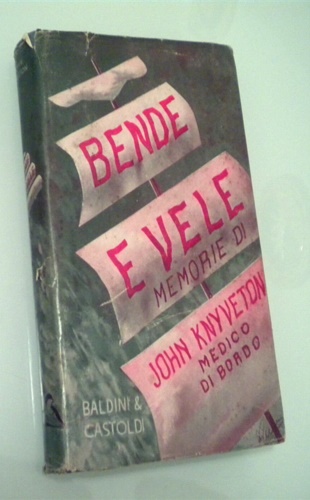 BENDE
E VELE
MEMORIE DI
JOHN KNYVETON
MEDICO
DI BORDO
BALDINI &
CASTOLDI